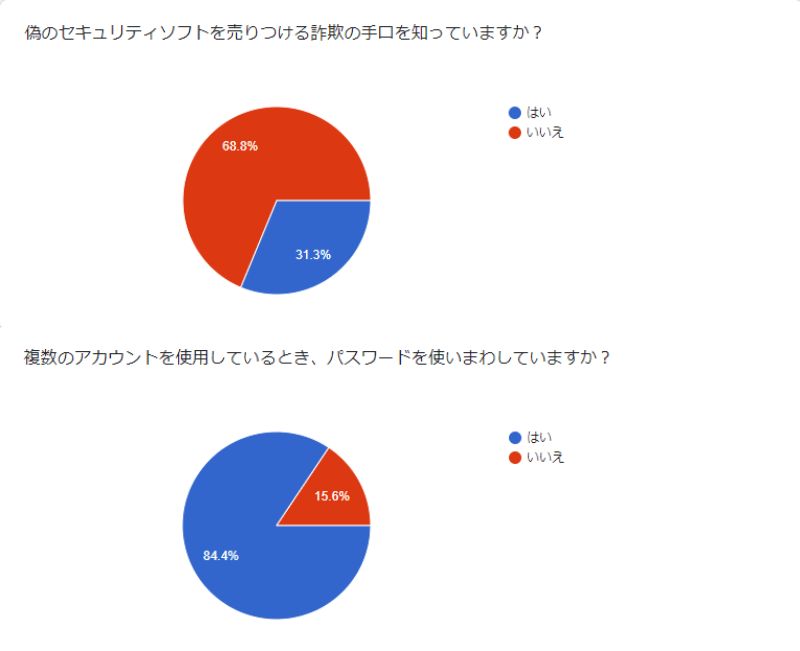 偽のセキュリティソフトを売りつける詐欺の手口を知っていますか？
はい
いいえ
68.8%
31.3%
複数のアカウントを使用しているとき、パスワードを使いまわしていますか？
はい
いいえ
15.6%
84.4%